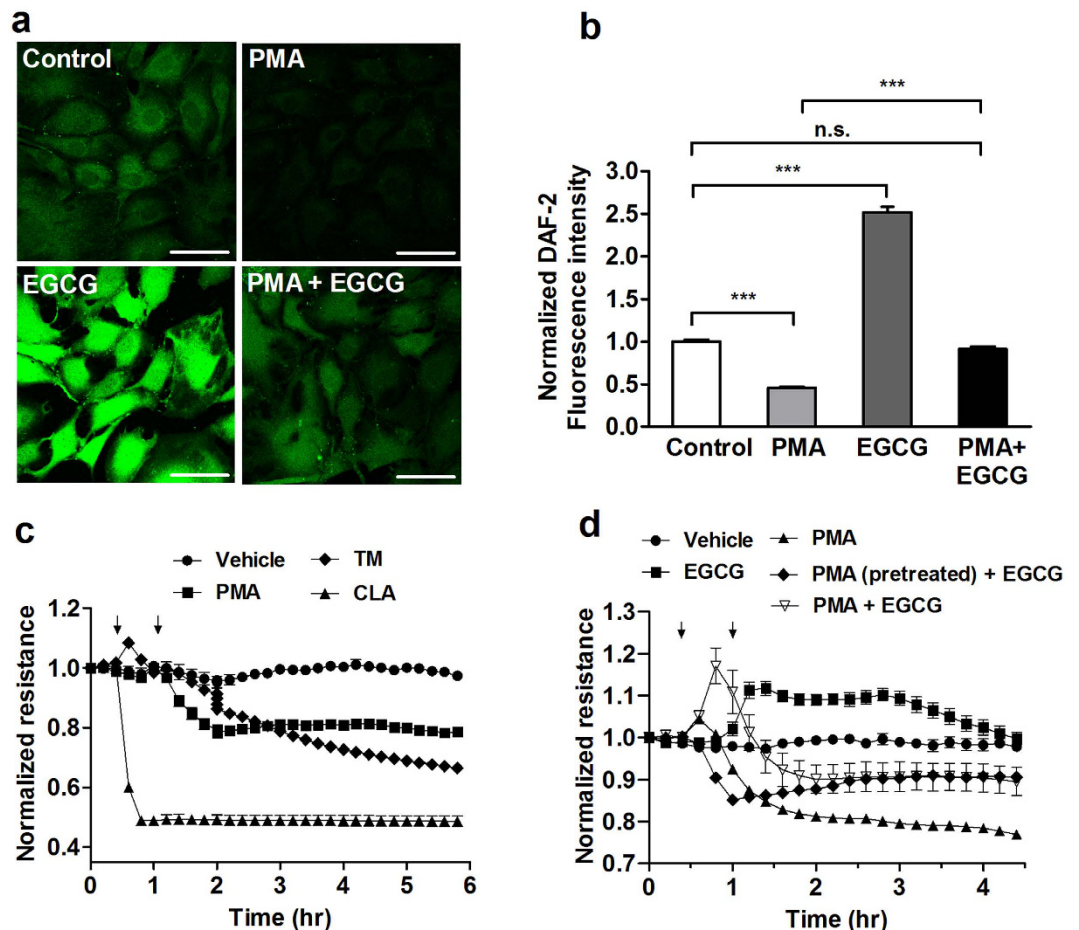 a
Control
PMA
EGCG
PMA + EGCG
b
***
n.s.
***
***
Normalized DAF-2
Fluorescence intensity
3.0
2.5
2.0
1.5
1.0
0.5
0.0
Control
PMA
EGCG
PMA+
EGCG
c
Vehicle
TM
PMA
CLA
Normalized resistance
1.2
1.0
0.8
0.6
0.4
0 1 2 3 4 5 6
Time (hr)
d
Vehicle
PMA
EGCG
PMA (pretreated) + EGCG
PMA + EGCG
Normalized resistance
1.3
1.2
1.1
1.0
0.9
0.8
0.7
0 1 2 3 4
Time (hr)